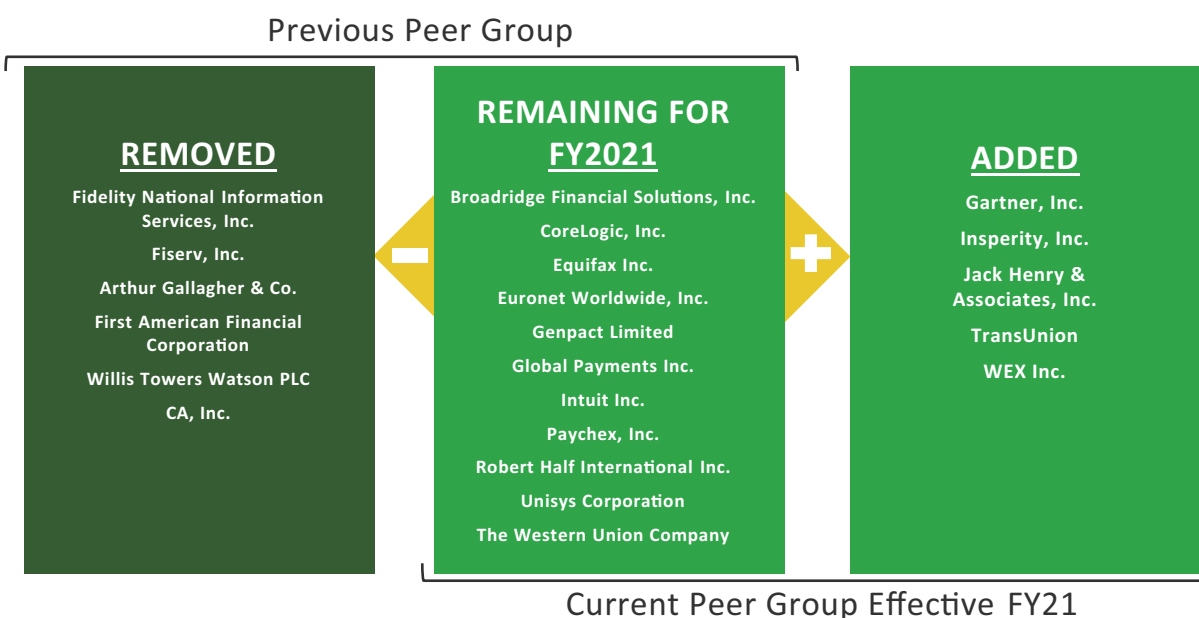 Previous Peer Group
REMOVED
Fidelity National Information
Services, Inc.
Fiserv, Inc.
Arthur Gallagher & Co.
First American Financial
Corporation
Willis Towers Watson PLC
CA, Inc.
REMAINING FOR
FY2021
Broadridge Financial Solutions, Inc.
CoreLogic, Inc.
Equifax Inc.
Euronet Worldwide, Inc.
Genpact Limited
Global Payments Inc.
Intuit Inc.
Paychex, Inc.
Robert Half International Inc.
Unisys Corporation
The Western Union Company
ADDED
Gartner, Inc.
Insperity, Inc.
Jack Henry &
Associates, Inc.
TransUnion
WEX Inc.
Current Peer Group Effective FY21